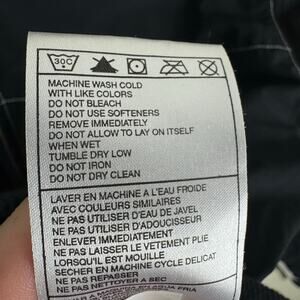 30C
MACHINE WASH COLD
WITH LIKE COLORS
DO NOT BLEACH
DO NOT USE SOFTENERS
REMOVE IMMEDIATELY
DO NOT ALLOW TO LAY ON ITSELF
WHEN WET
TUMBLE DRY LOW
DO NOT IRON
DO NOT DRY CLEAN
LAVER EN MACHINE A L'EAU FROIDE
AVEC COULEURS SIMILAIRES
NE PAS UTILISER D'EAU DE JAVEL
NE PAS UTILISER D'ADOUCISSEUR
ENLEVER IMMEDIATEMENT
NE PAS LAISSER LE VETEMENT PLIE
LORSQU'IL EST MOUILLE
SECHER EN MACHINE CYCLE DELICAT
NE PAS REPASSER
NE PAS NETTOYER A SEC
EN AGUA FRIA